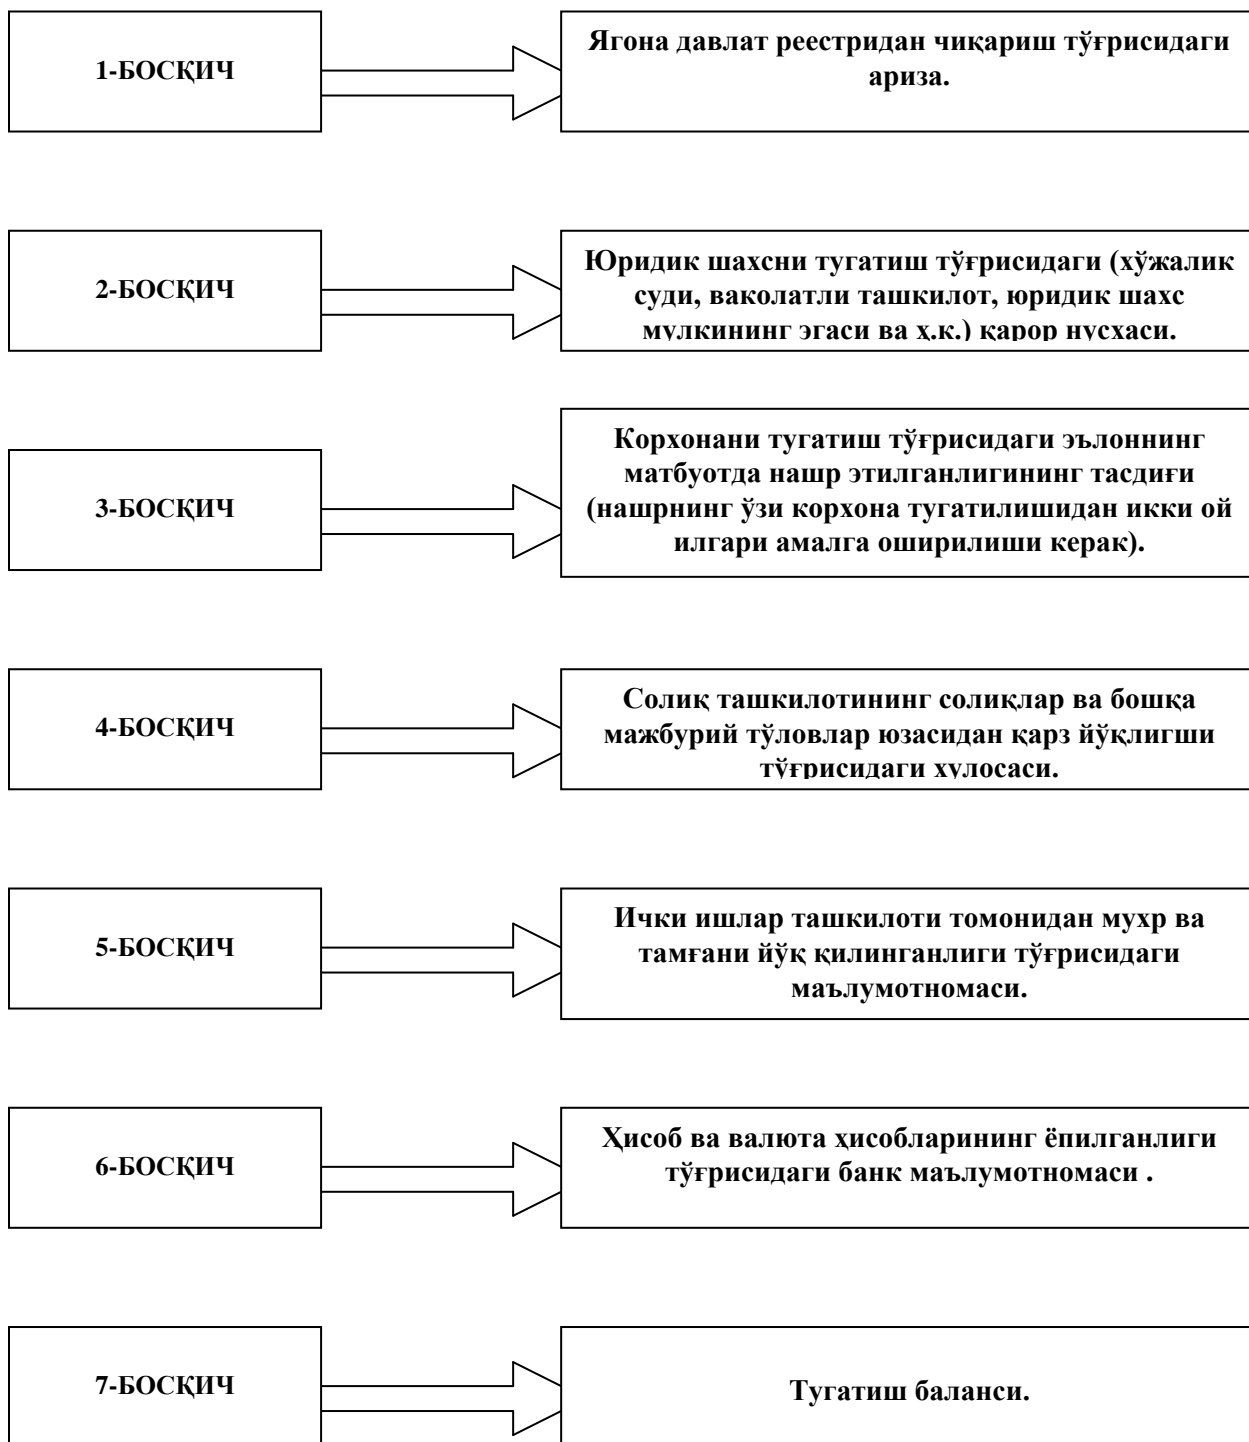 1-БОСҚИЧ
Ягона давлат реестридан чиқариш тўғрисидаги
ариза.
2-БОСҚИЧ
Юридик шахсни тугатиш тўғрисидаги (хўжалик
суди, ваколатли ташкилот, юридик шахс
мулкининг эгаси ва ҳ.к.) қарор нусхаси.
3-БОСҚИЧ
Корхонани тугатиш тўғрисидаги эълоннинг
матбуотда нашр этилганлигининг тасдиғи
(нашрнинг ўзи корхона тугатилишидан икки ой
илгари амалга оширилиши керак).
4-БОСҚИЧ
Солиқ ташкилотининг солиқлар ва бошқа
мажбурий тўловлар юзасидан қарз йўқлигши
тўғрисидаги хулосаси.
5-БОСҚИЧ
Ички ишлар ташкилоти томонидан мухр ва
тамғани йўқ қилинганлиги тўғрисидаги
маълумотномаси.
6-БОСҚИЧ
Ҳисоб ва валюта ҳисобларининг ёпилганлиги
тўғрисидаги банк маълумотномаси .
7-БОСҚИЧ
Тугатиш баланси.